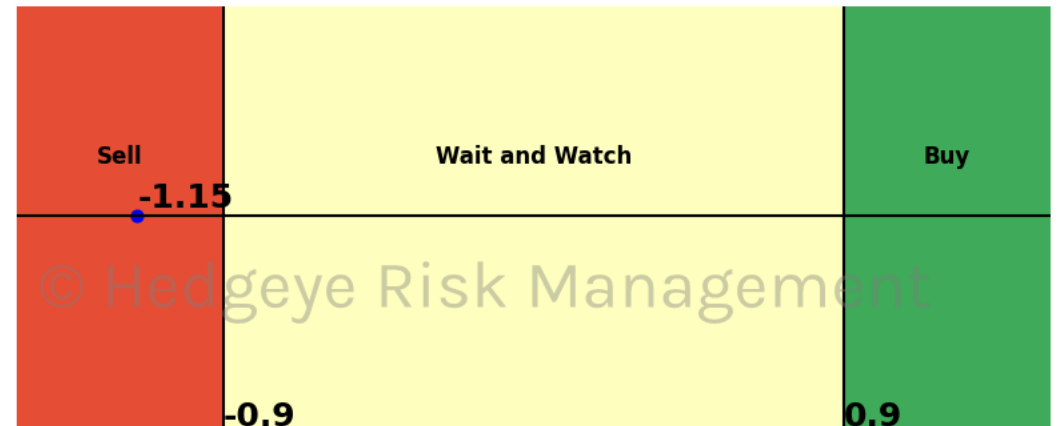 Sell
Wait and Watch
Buy
-1.15
© Hedgeye Risk Management
-0.9
0.9